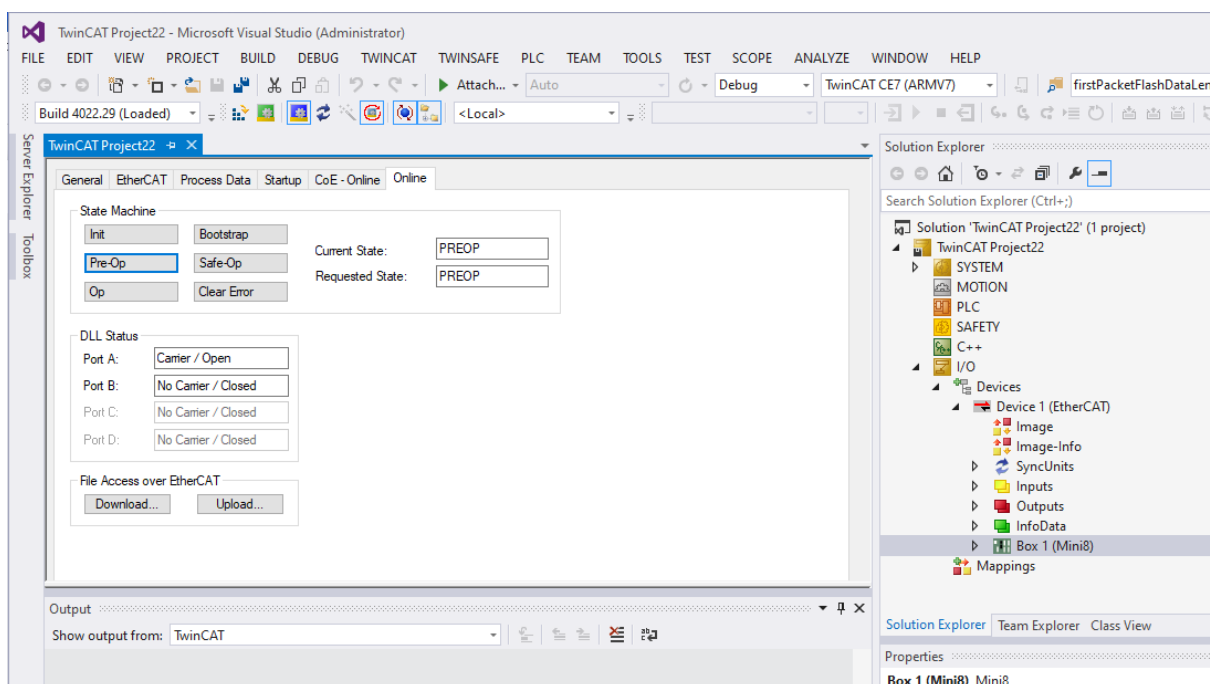 TwinCAT Project22 - Microsoft Visual Studio (Administrator)
FILE EDIT VIEW PROJECT BUILD DEBUG TWINCAT TWINSAFE PLC TEAM TOOLS TEST SCOPE ANALYZE WINDOW HELP
Attach... Auto Debug TwinCAT CE7 (ARMV7) firstPacketFlashDataLen
Build 4022.29 (Loaded) <Local>
Server Explorer
Toolbox
TwinCAT Project22
General EtherCAT Process Data Startup CoE - Online Online
State Machine
Init Bootstrap
Pre-Op Safe-Op
Op Clear Error
Current State: PREOP
Requested State: PREOP
DLL Status
Port A: Carrier / Open
Port B: No Carrier / Closed
Port C: No Carrier / Closed
Port D: No Carrier / Closed
File Access over EtherCAT
Download... Upload...
Output
Show output from: TwinCAT
Solution Explorer
Search Solution Explorer (Ctrl+;)
Solution 'TwinCAT Project22' (1 project)
TwinCAT Project22
SYSTEM
MOTION
PLC
SAFETY
C++
I/O
Devices
Device 1 (EtherCAT)
Image
Image-Info
SyncUnits
Inputs
Outputs
InfoData
Box 1 (Mini8)
Mappings
Solution Explorer Team Explorer Class View
Properties
Box 1 (Mini8) Mini8